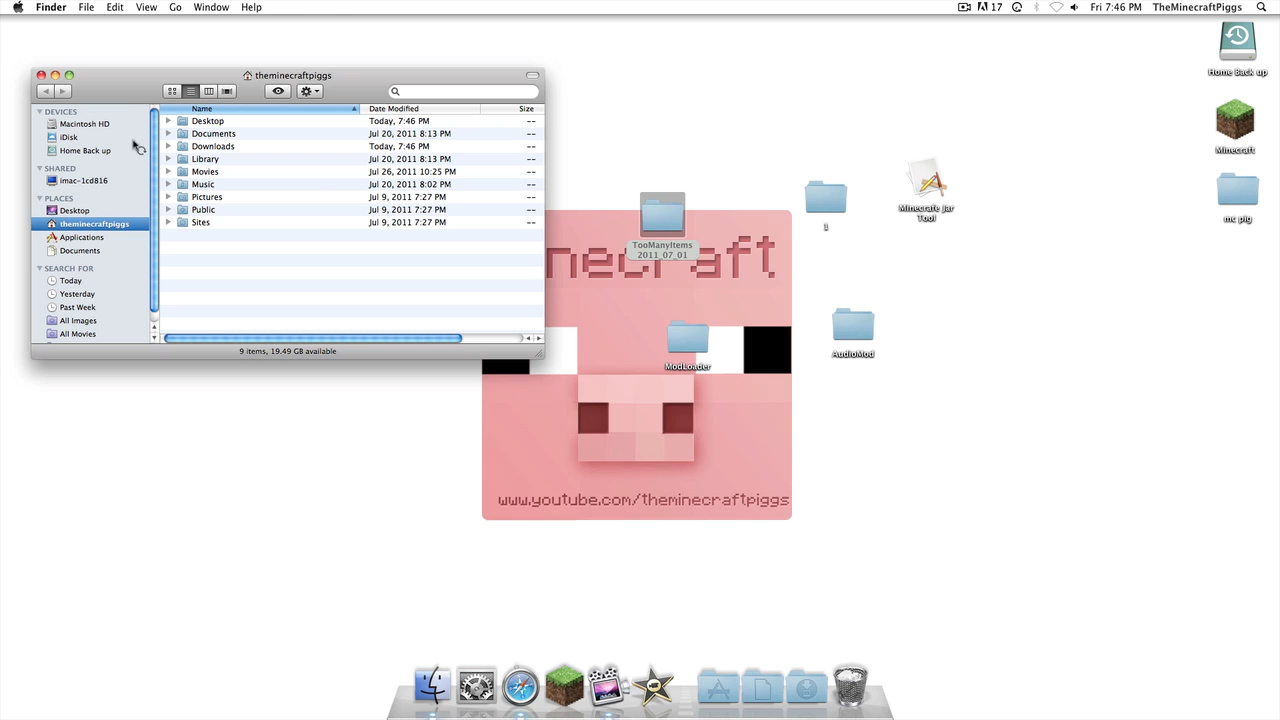 Finder File Edit View Go Window Help
17 Fri 7:46 PM TheMinecraftPiggs
theminecraftpiggs
DEVICES
Macintosh HD
iDisk
Home Back up
SHARED
imac-1cd816
PLACES
Desktop
theminecraftpiggs
Applications
Documents
SEARCH FOR
Today
Yesterday
Past Week
All Images
All Movies
Name Date Modified Size
Desktop Today, 7:46 PM --
Documents Jul 20, 2011 8:13 PM --
Downloads Today, 7:46 PM --
Library Jul 20, 2011 8:13 PM --
Movies Jul 26, 2011 10:25 PM --
Music Jul 20, 2011 8:02 PM --
Pictures Jul 9, 2011 7:27 PM --
Public Jul 9, 2011 7:27 PM --
Sites Jul 9, 2011 7:27 PM --
9 items, 19.49 GB available
TooManyItems
2011_07_01
1
Minecrafe Jar
Tool
Home Back up
Minecraft
mc pig
necraft
ModLoader
AudioMod
www.youtube.com/theminecraftpiggs